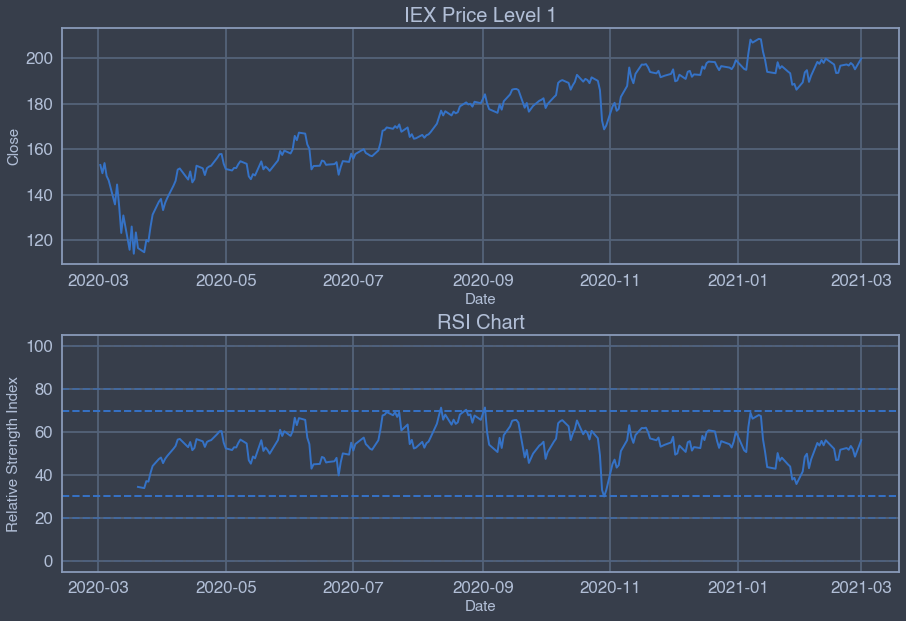 IEX Price Level 1
Close
200
180
160
140
120
2020-03 2020-05 2020-07 2020-09 2020-11 2021-01 2021-03
Date
RSI Chart
Relative Strength Index
100
80
60
40
20
0
2020-03 2020-05 2020-07 2020-09 2020-11 2021-01 2021-03
Date